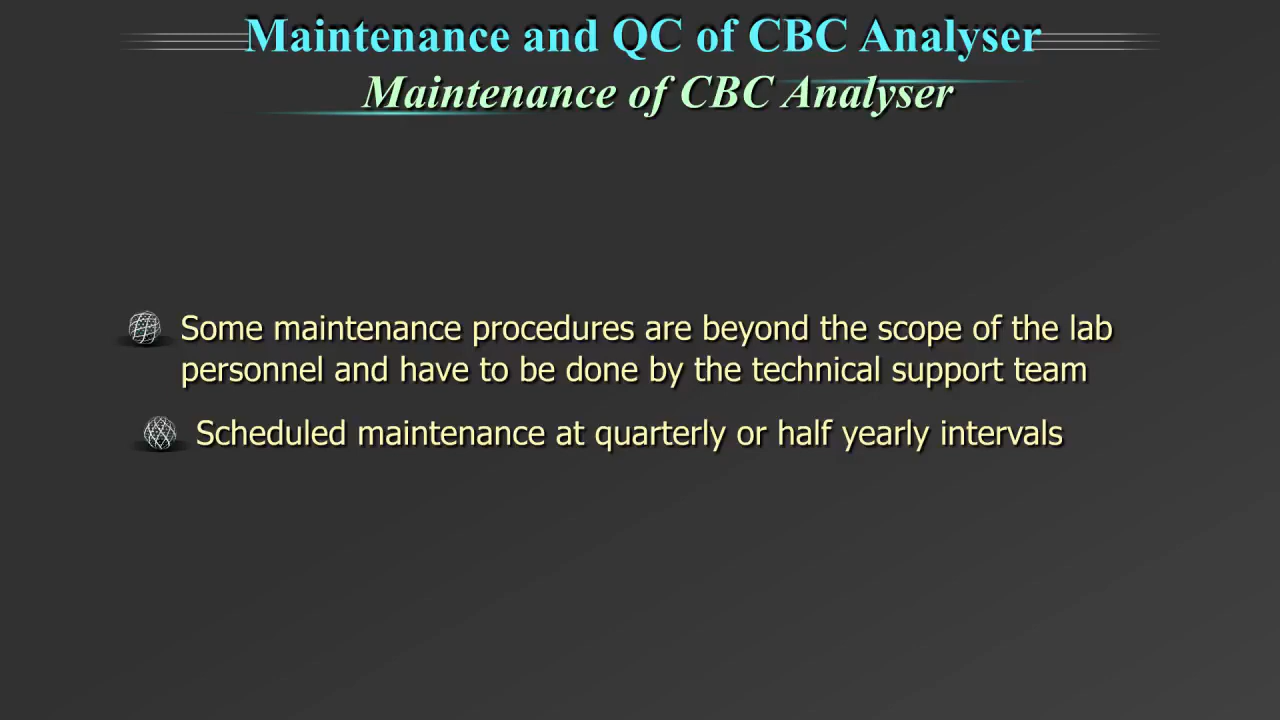 Maintenance and QC of CBC Analyser
Maintenance of CBC Analyser
Some maintenance procedures are beyond the scope of the lab
personnel and have to be done by the technical support team
Scheduled maintenance at quarterly or half yearly intervals